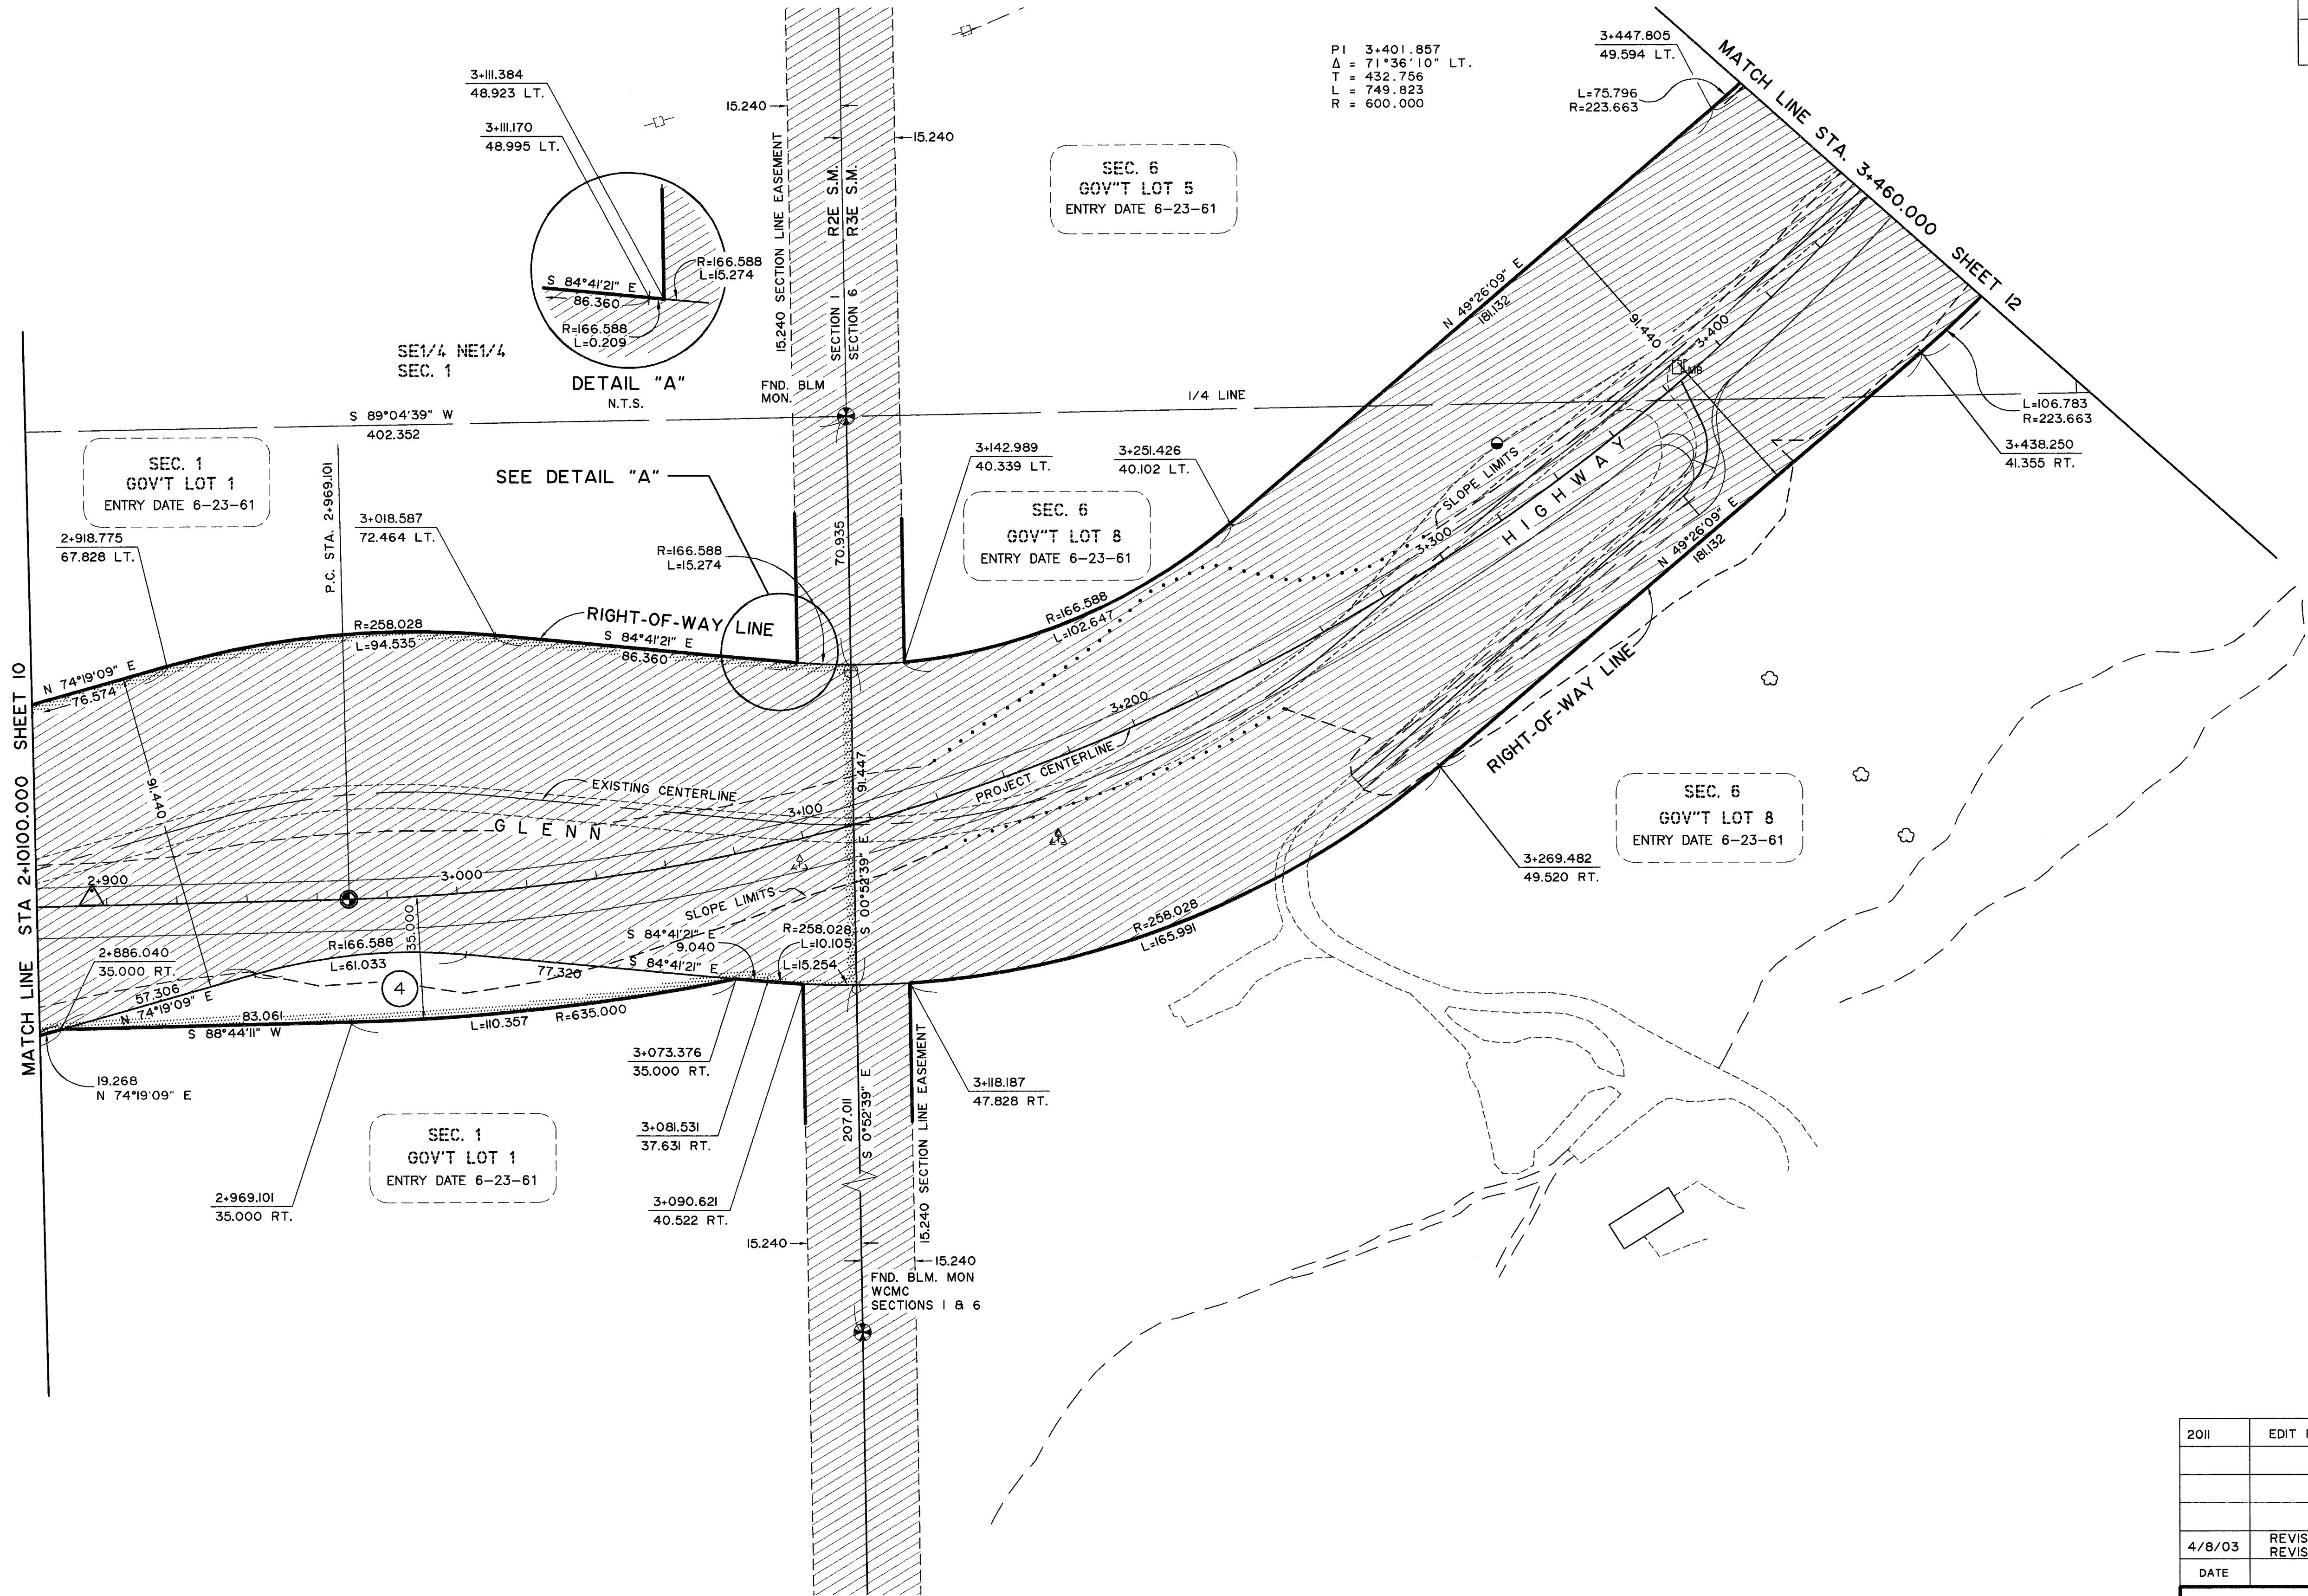 PI 3+401.857
Δ = 71°36'10" LT.
T = 432.756
L = 749.823
R = 600.000
3+447.805
49.594 LT.
L=75.796
R=223.663
MATCH LINE STA. 3+460.000 SHEET 12
3+111.384
48.923 LT.
3+111.170
48.995 LT.
15.240
15.240
15.240 SECTION LINE EASEMENT
R2E S.M.
R3E S.M.
SECTION 1
SECTION 6
SEC. 6
GOV"T LOT 5
ENTRY DATE 6-23-61
R=166.588
L=15.274
S 84°41'21" E
86.360
R=166.588
L=0.209
DETAIL "A"
N.T.S.
SE1/4 NE1/4
SEC. 1
FND. BLM
MON.
S 89°04'39" W
402.352
1/4 LINE
N 49°26'09" E
181.132
91.440
3+400
MB
L=106.783
R=223.663
3+438.250
41.355 RT.
SEC. 1
GOV'T LOT 1
ENTRY DATE 6-23-61
P.C. STA. 2+969.101
SEE DETAIL "A"
3+142.989
40.339 LT.
3+251.426
40.102 LT.
SEC. 6
GOV"T LOT 8
ENTRY DATE 6-23-61
2+918.775
67.828 LT.
3+018.587
72.464 LT.
R=166.588
L=15.274
70.935
SLOPE LIMITS
HIGHWAY
3+300
N 49°26'09" E
181.132
RIGHT-OF-WAY LINE
R=258.028
L=94.535
S 84°41'21" E
86.360
R=166.588
L=102.647
N 74°19'09" E
76.574
91.440
3+200
PROJECT CENTERLINE
EXISTING CENTERLINE
3+100
91.447
S 00°52'39" E
GLENN
RIGHT-OF-WAY LINE
SEC. 6
GOV"T LOT 8
ENTRY DATE 6-23-61
3+269.482
49.520 RT.
MATCH LINE STA 2+10100.000 SHEET 10
2+900
3+000
35.000
SLOPE LIMITS
S 84°41'21" E
9.040
R=258.028
L=10.105
L=15.254
R=258.028
L=165.991
2+886.040
35.000 RT.
R=166.588
L=61.033
4
77.320
S 84°41'21" E
57.306
N 74°19'09" E
83.061
S 88°44'11" W
L=110.357 R=635.000
19.268
N 74°19'09" E
3+073.376
35.000 RT.
3+118.187
47.828 RT.
SEC. 1
GOV'T LOT 1
ENTRY DATE 6-23-61
3+081.531
37.631 RT.
207.011
S 0°52'39" E
15.240 SECTION LINE EASEMENT
2+969.101
35.000 RT.
3+090.621
40.522 RT.
15.240
15.240
FND. BLM. MON
WCMC
SECTIONS 1 & 6
2011 EDIT
4/8/03 REVIS
REVIS
DATE